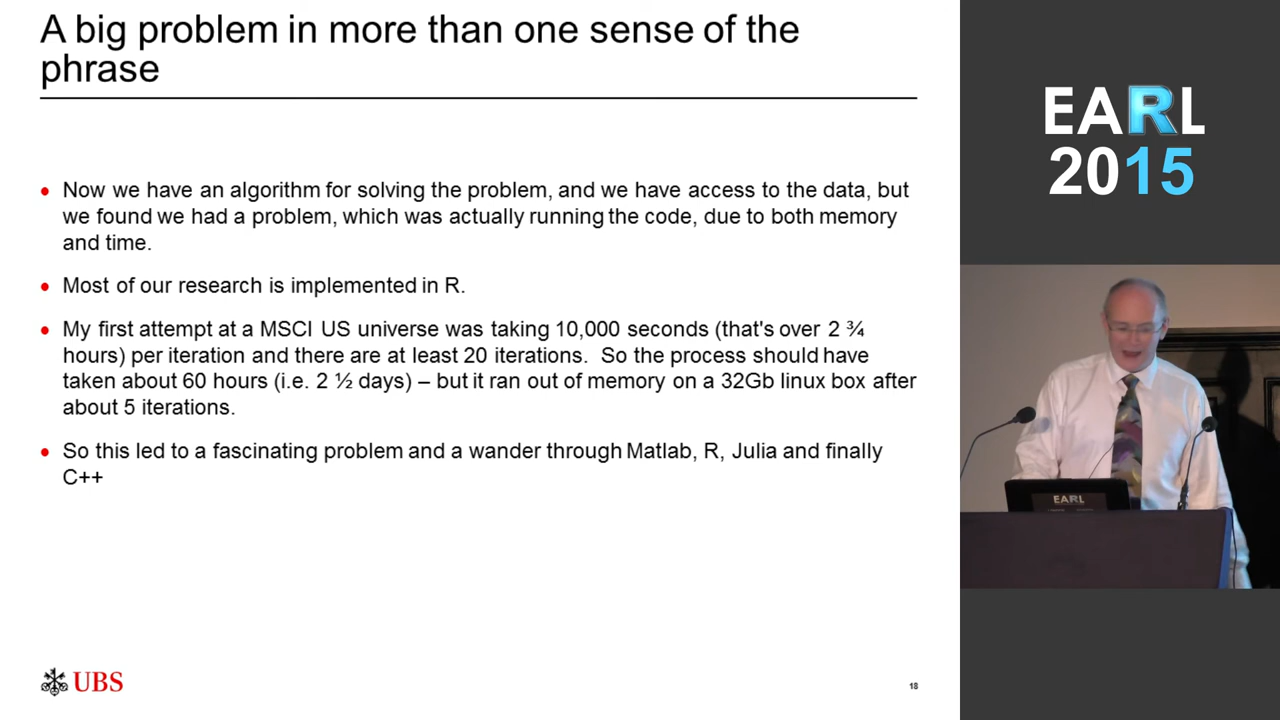 A big problem in more than one sense of the
phrase
• Now we have an algorithm for solving the problem, and we have access to the data, but
we found we had a problem, which was actually running the code, due to both memory
and time.
• Most of our research is implemented in R.
• My first attempt at a MSCI US universe was taking 10,000 seconds (that's over 2 ¾
hours) per iteration and there are at least 20 iterations. So the process should have
taken about 60 hours (i.e. 2 ½ days) – but it ran out of memory on a 32Gb linux box after
about 5 iterations.
• So this led to a fascinating problem and a wander through Matlab, R, Julia and finally
C++
UBS
18
EARL
2015
EARL